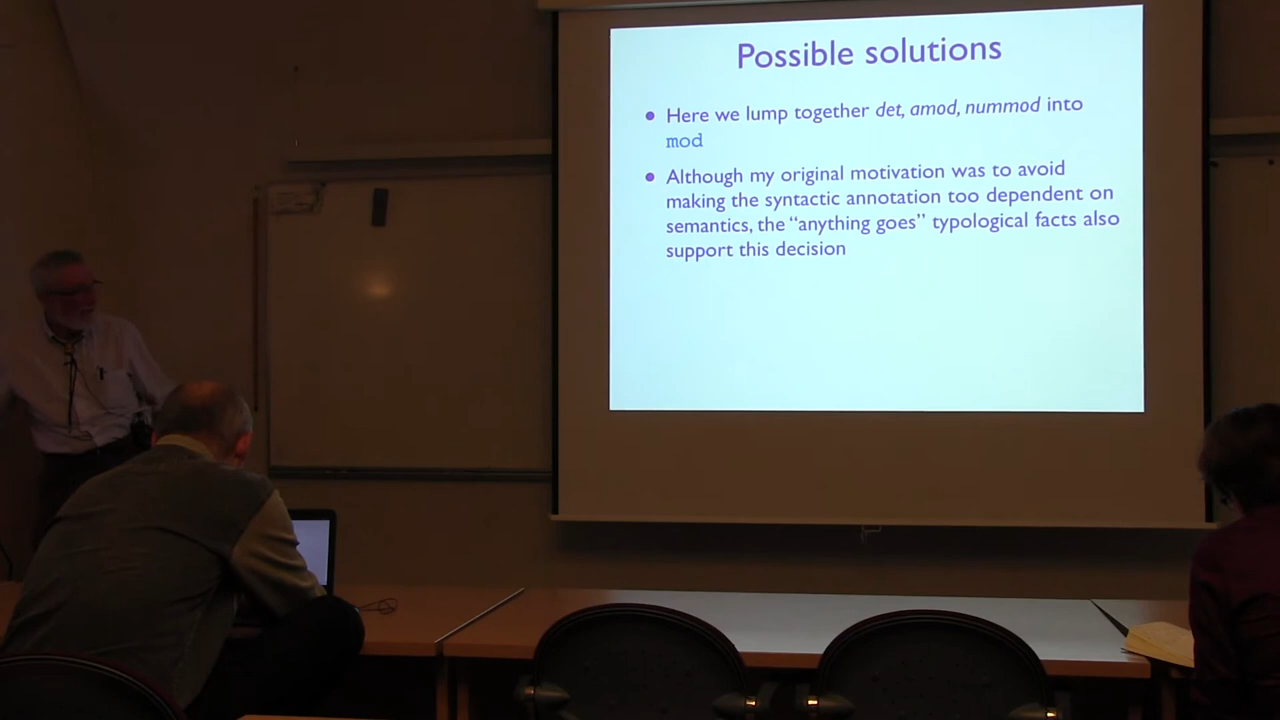 Possible solutions
• Here we lump together det, amod, nummod into
mod
• Although my original motivation was to avoid
making the syntactic annotation too dependent on
semantics, the “anything goes” typological facts also
support this decision